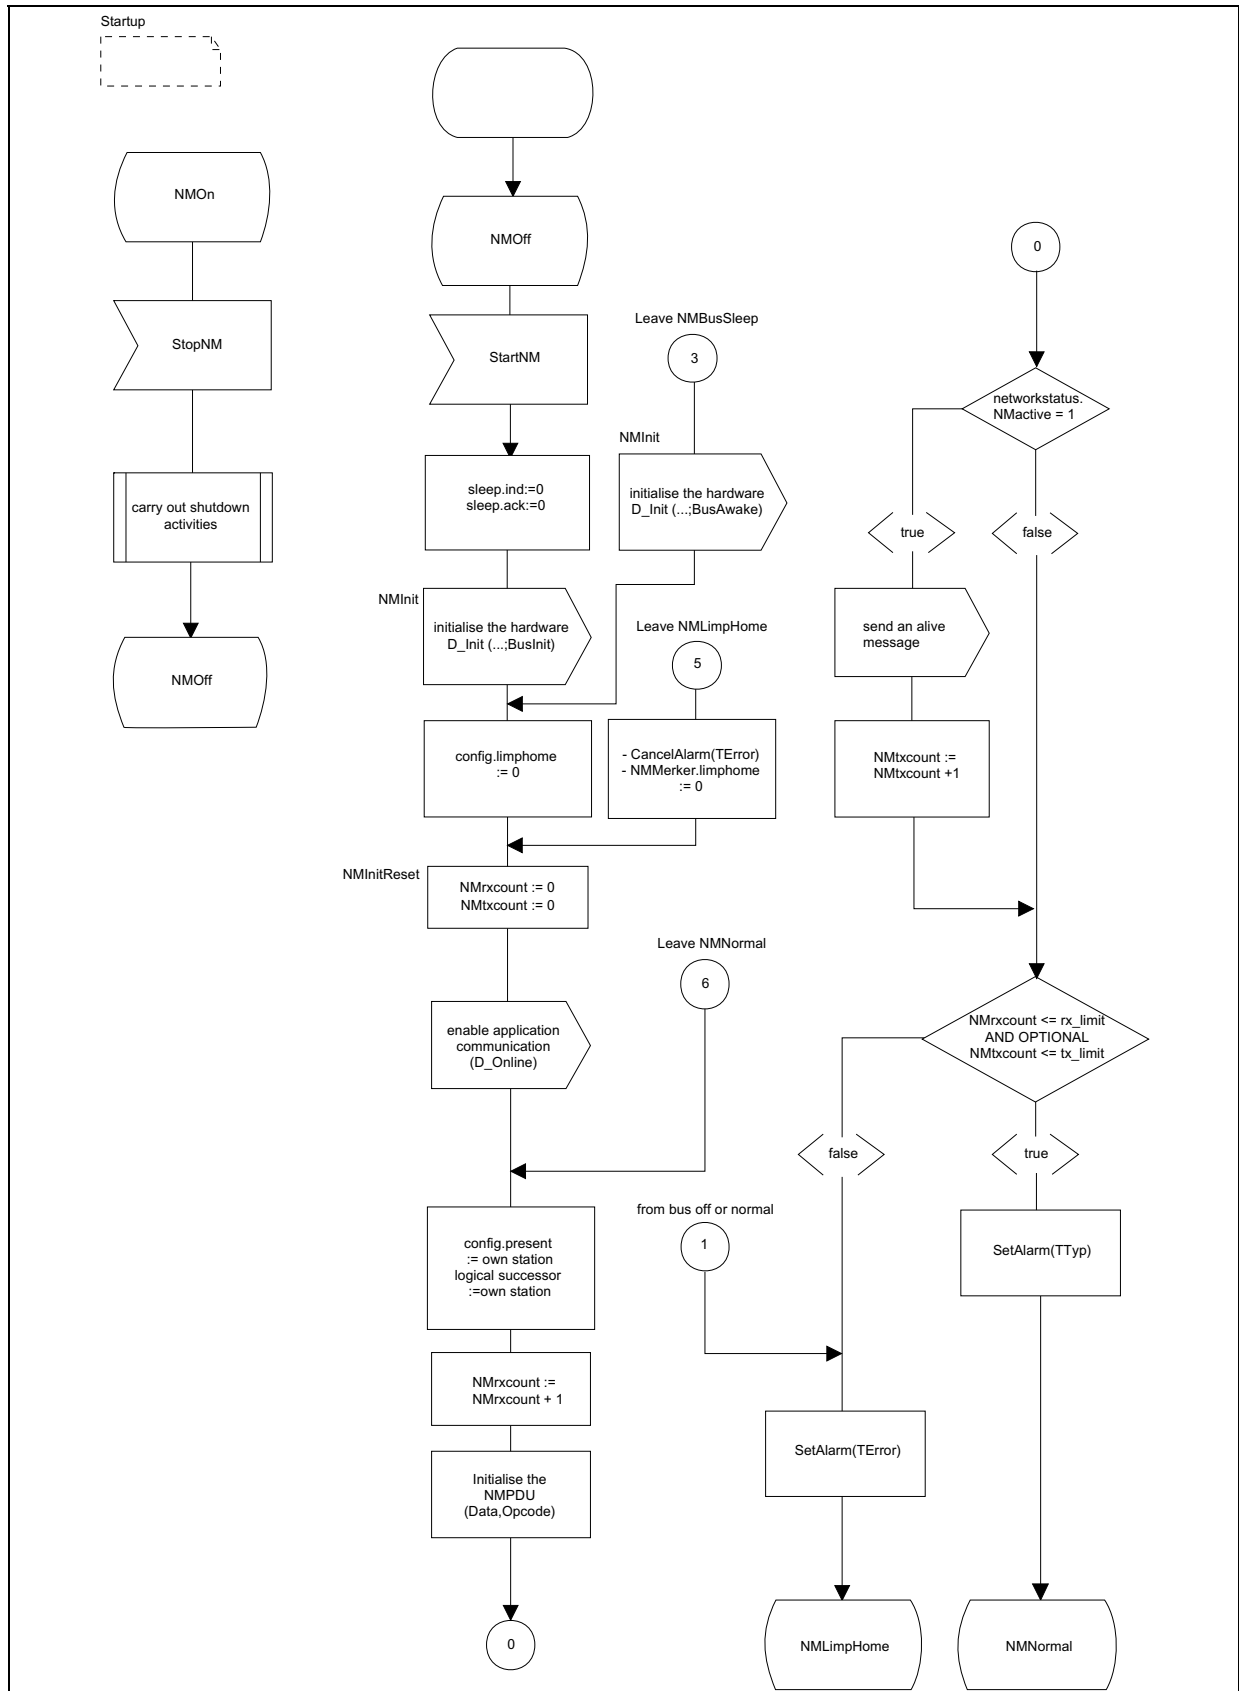 Startup
NMOn
StopNM
carry out shutdown
activities
NMOff
NMOff
StartNM
sleep.ind:=0
sleep.ack:=0
NMInit
initialise the hardware
D_Init (...;BusInit)
config.limphome
:= 0
NMInitReset
NMrxcount := 0
NMtxcount := 0
enable application
communication
(D_Online)
config.present
:= own station
logical successor
:=own station
NMrxcount :=
NMrxcount + 1
Initialise the
NMPDU
(Data,Opcode)
0
Leave NMBusSleep
3
NMInit
initialise the hardware
D_Init (...;BusAwake)
Leave NMLimpHome
5
- CancelAlarm(TError)
- NMMerker.limphome
:= 0
Leave NMNormal
6
0
networkstatus.
NMactive = 1
true
false
send an alive
message
NMtxcount :=
NMtxcount +1
NMrxcount <= rx_limit
AND OPTIONAL
NMtxcount <= tx_limit
false
true
from bus off or normal
1
SetAlarm(TTyp)
SetAlarm(TError)
NMLimpHome
NMNormal